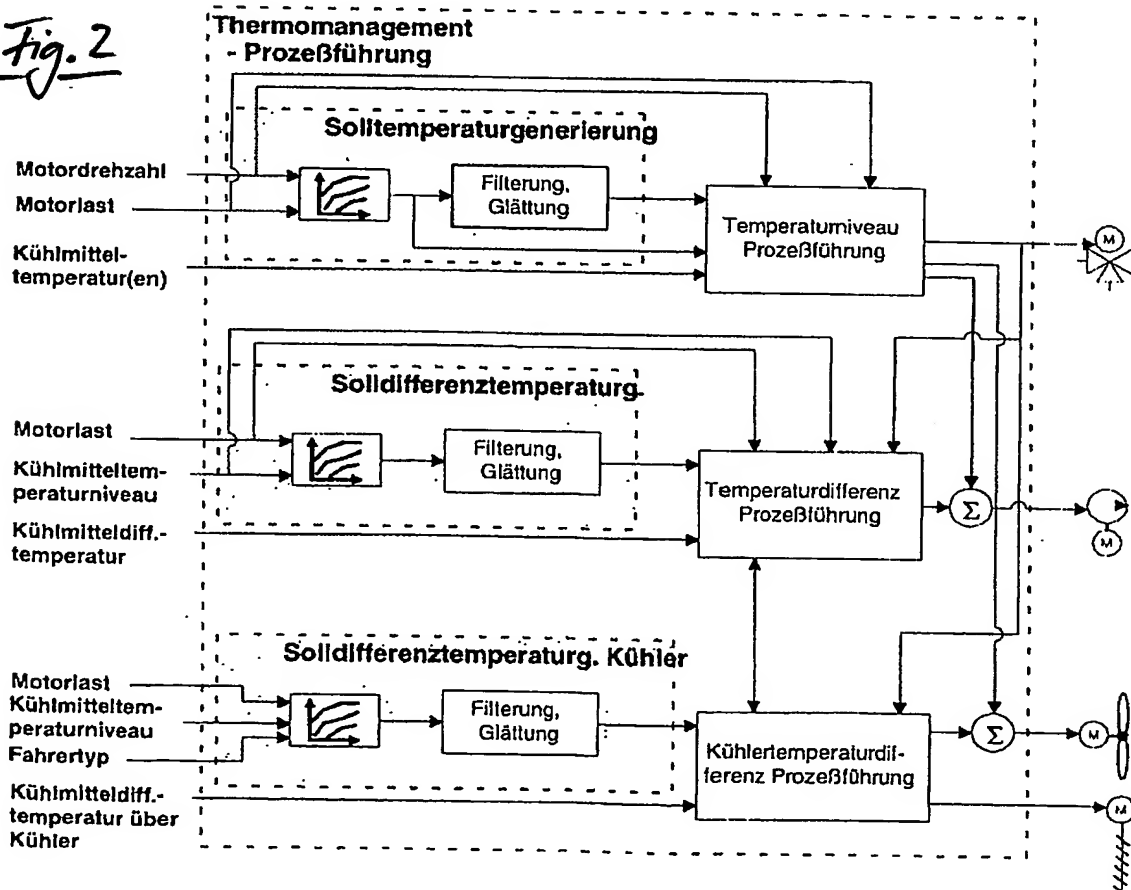 Fig. 2
Thermomanagement
- Prozeßführung
Solltemperaturgenerierung
Motordrehzahl
Motorlast
Kühlmittel-
temperatur(en)
Filterung,
Glättung
Temperaturniveau
Prozeßführung
M
Solldifferenztemperaturg.
Motorlast
Kühlmitteltem-
peraturniveau
Kühlmitteldiff.-
temperatur
Filterung,
Glättung
Temperaturdifferenz
Prozeßführung
Σ
M
Solldifferenztemperaturg. Kühler
Motorlast
Kühlmitteltem-
peraturniveau
Fahrertyp
Kühlmitteldiff.-
temperatur über
Kühler
Filterung,
Glättung
Kühlertemperaturdif-
ferenz Prozeßführung
Σ
M
M